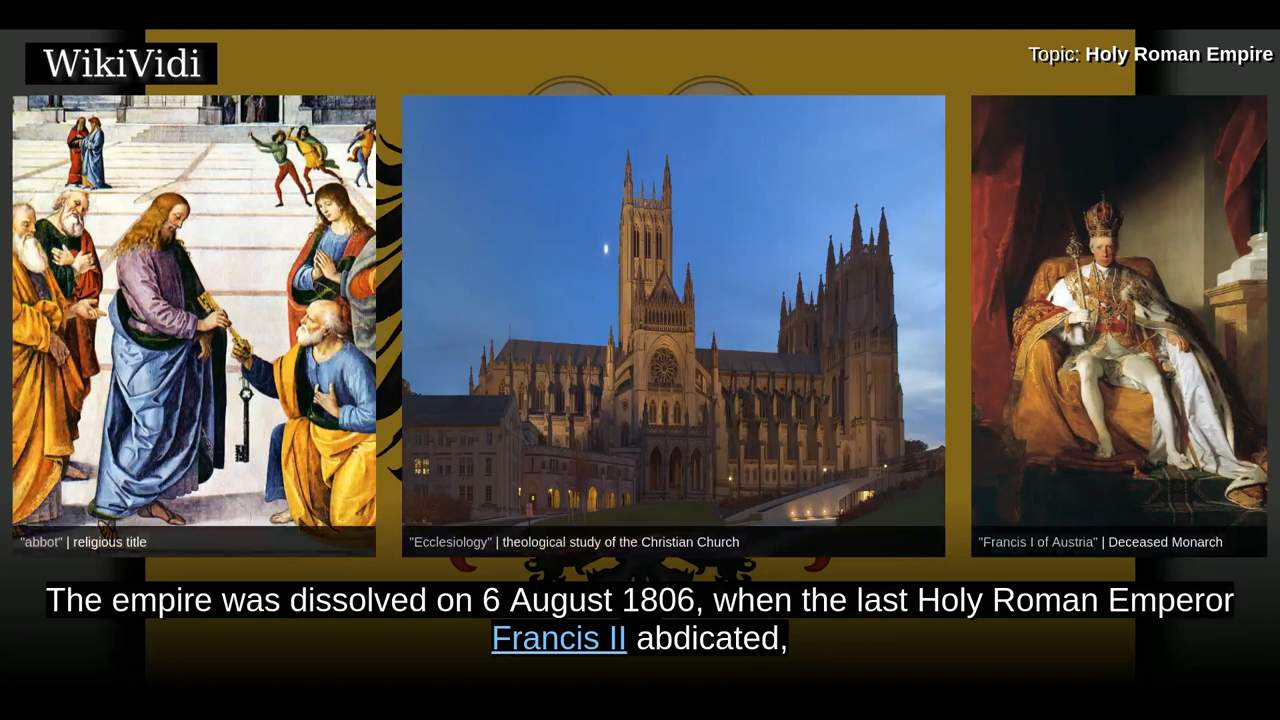 WikiVidi
Topic: Holy Roman Empire
"abbot" | religious title
"Ecclesiology" | theological study of the Christian Church
"Francis I of Austria" | Deceased Monarch
The empire was dissolved on 6 August 1806, when the last Holy Roman Emperor
Francis II abdicated,